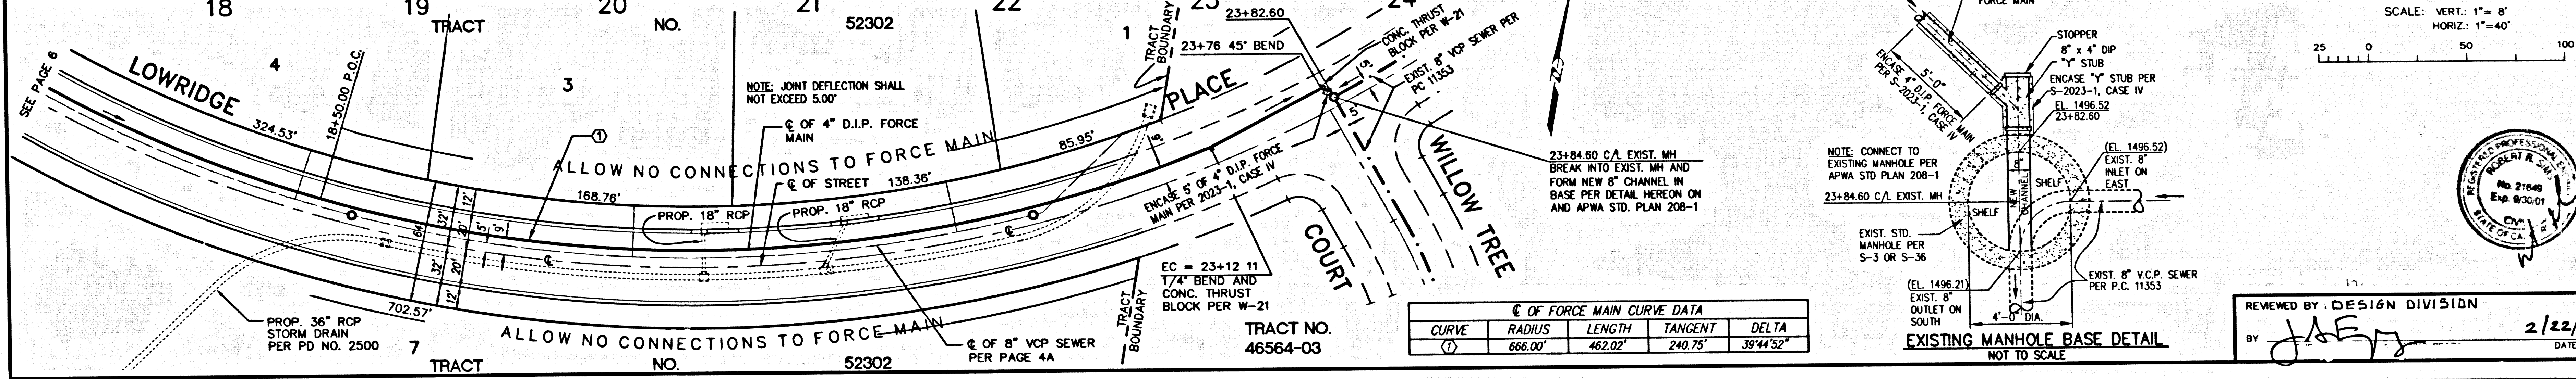 18
19
20
21
22
23
24
TRACT
NO.
52302
1
4
3
7
SEE PAGE 6
LOWRIDGE
PLACE
324.53'
18+50.00 P.O.C.
①
NOTE: JOINT DEFLECTION SHALL
NOT EXCEED 5.00'
℄ OF 4" D.I.P. FORCE
MAIN
ALLOW NO CONNECTIONS TO FORCE MAIN
168.76'
℄ OF STREET
138.36'
85.95'
PROP. 18" RCP
PROP. 18" RCP
TRACT
BOUNDARY
23+82.60
23+76 45° BEND
CONC. THRUST
BLOCK PER W-21
5'
5'
EXIST. 8" VCP SEWER PER
PC 11353
64'
32'
32'
12'
20'
20'
12'
5'
9'
9'
℄
℄
ENCASE 5' OF 4" D.I.P. FORCE
MAIN PER 2023-1, CASE IV
EC = 23+12 11
1/4° BEND AND
CONC. THRUST
BLOCK PER W-21
WILLOW TREE
COURT
23+84.60 C/L EXIST. MH
BREAK INTO EXIST. MH AND
FORM NEW 8" CHANNEL IN
BASE PER DETAIL HEREON ON
AND APWA STD. PLAN 208-1
702.57'
PROP. 36" RCP
STORM DRAIN
PER PD NO. 2500
ALLOW NO CONNECTIONS TO FORCE MAIN
℄ OF 8" VCP SEWER
PER PAGE 4A
TRACT
BOUNDARY
TRACT NO.
46564-03
TRACT
NO.
52302
℄ OF FORCE MAIN CURVE DATA
CURVE RADIUS LENGTH TANGENT DELTA
① 666.00' 462.02' 240.75' 39°44'52"
FORCE MAIN
STOPPER
8" x 4" DIP
"Y" STUB
ENCASE "Y" STUB PER
S-2023-1, CASE IV
EL. 1496.52
23+82.60
5'-0"
ENCASE 4" D.I.P. FORCE MAIN
PER S-2023-1, CASE IV
NOTE: CONNECT TO
EXISTING MANHOLE PER
APWA STD PLAN 208-1
23+84.60 C/L EXIST. MH
8"
NEW
CHANNEL
SHELF
SHELF
(EL. 1496.52)
EXIST. 8"
INLET ON
EAST
EXIST. STD.
MANHOLE PER
S-3 OR S-36
(EL. 1496.21)
EXIST. 8"
OUTLET ON
SOUTH
4'-0" DIA.
EXIST. 8" V.C.P. SEWER
PER P.C. 11353
EXISTING MANHOLE BASE DETAIL
NOT TO SCALE
SCALE: VERT.: 1"= 8'
HORIZ.: 1"=40'
25 0 50 100
REGISTERED PROFESSIONAL
ROBERT R. SIMS
No. 21649
Exp. 9/30/01
CIVIL
STATE OF CA
REVIEWED BY: DESIGN DIVISION
BY
2/22/
DATE